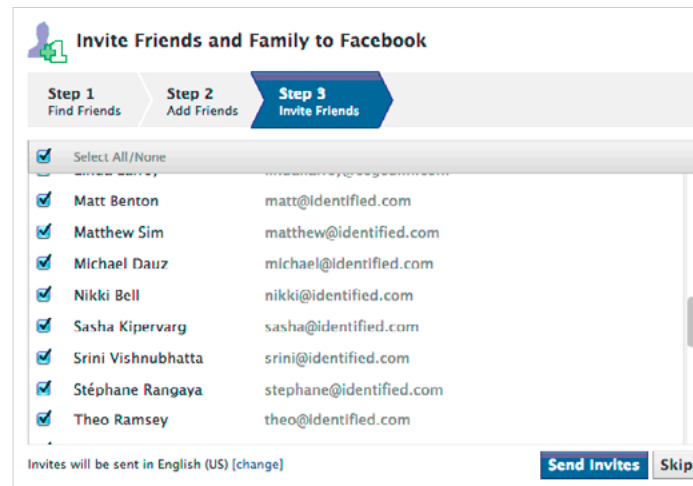 Invite Friends and Family to Facebook
Step 1 Step 2 Step 3
Find Friends Add Friends Invite Friends
Select All/None
Matt Benton matt@identified.com
Matthew Sim matthew@identified.com
Michael Dauz michael@identified.com
Nikki Bell nikki@identified.com
Sasha Kipervarg sasha@identified.com
Srini Vishnubhatta srini@identified.com
Stéphane Rangaya stephane@identified.com
Theo Ramsey theo@identified.com
Invites will be sent in English (US) [change] Send Invites Skip